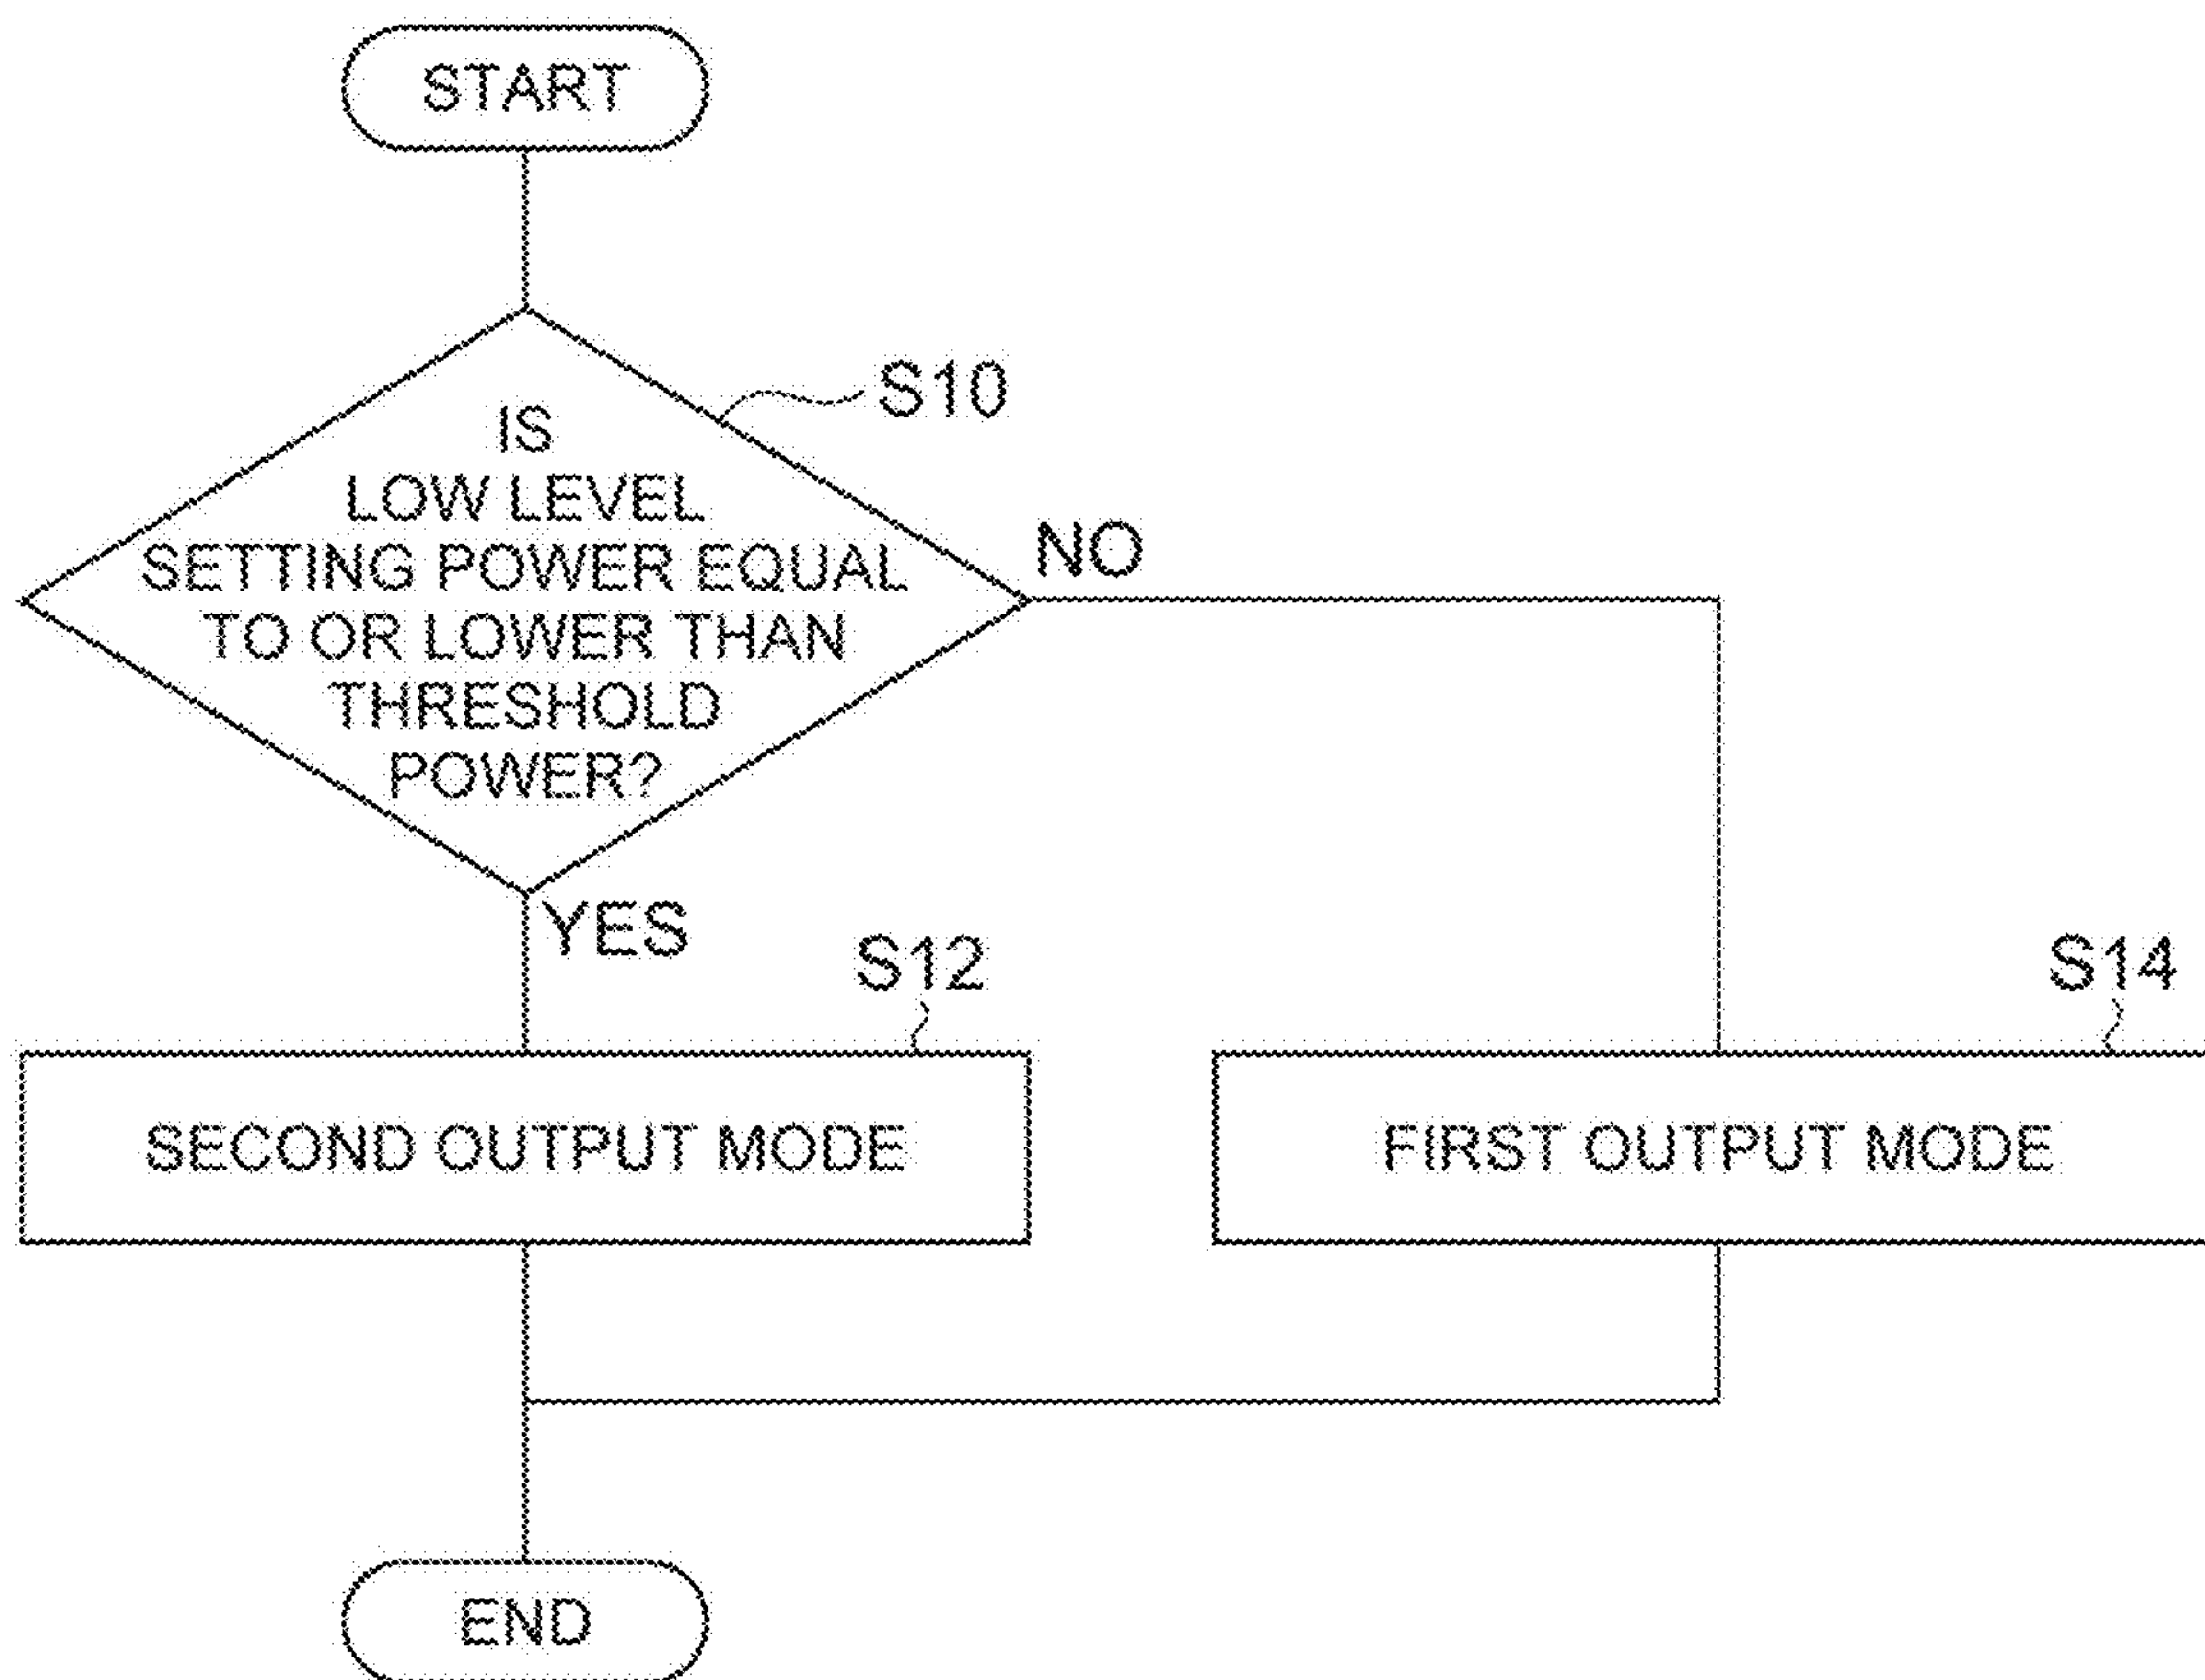 START
S10
IS
LOW LEVEL
SETTING POWER EQUAL
TO OR LOWER THAN
THRESHOLD
POWER?
NO
YES
S12
S14
SECOND OUTPUT MODE
FIRST OUTPUT MODE
END